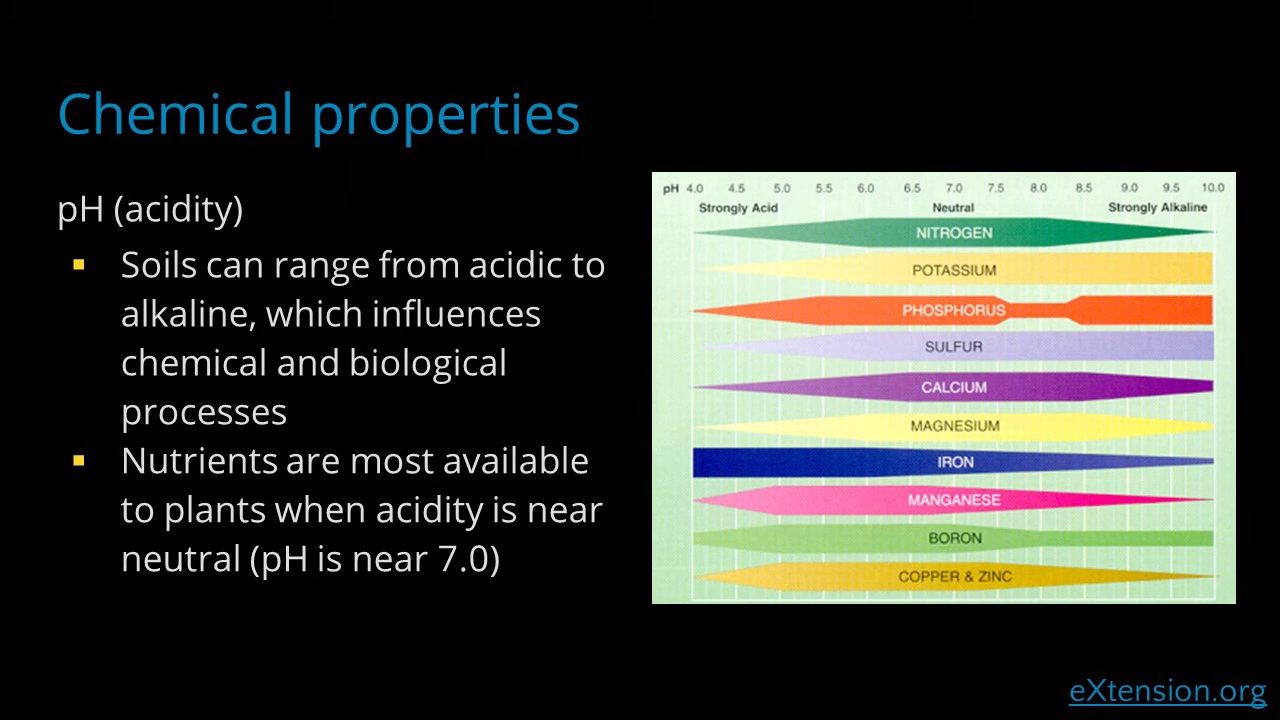 Chemical properties
pH (acidity)
▪ Soils can range from acidic to
alkaline, which influences
chemical and biological
processes
▪ Nutrients are most available
to plants when acidity is near
neutral (pH is near 7.0)
pH 4.0 4.5 5.0 5.5 6.0 6.5 7.0 7.5 8.0 8.5 9.0 9.5 10.0
Strongly Acid Neutral Strongly Alkaline
NITROGEN
POTASSIUM
PHOSPHORUS
SULFUR
CALCIUM
MAGNESIUM
IRON
MANGANESE
BORON
COPPER & ZINC
eXtension.org